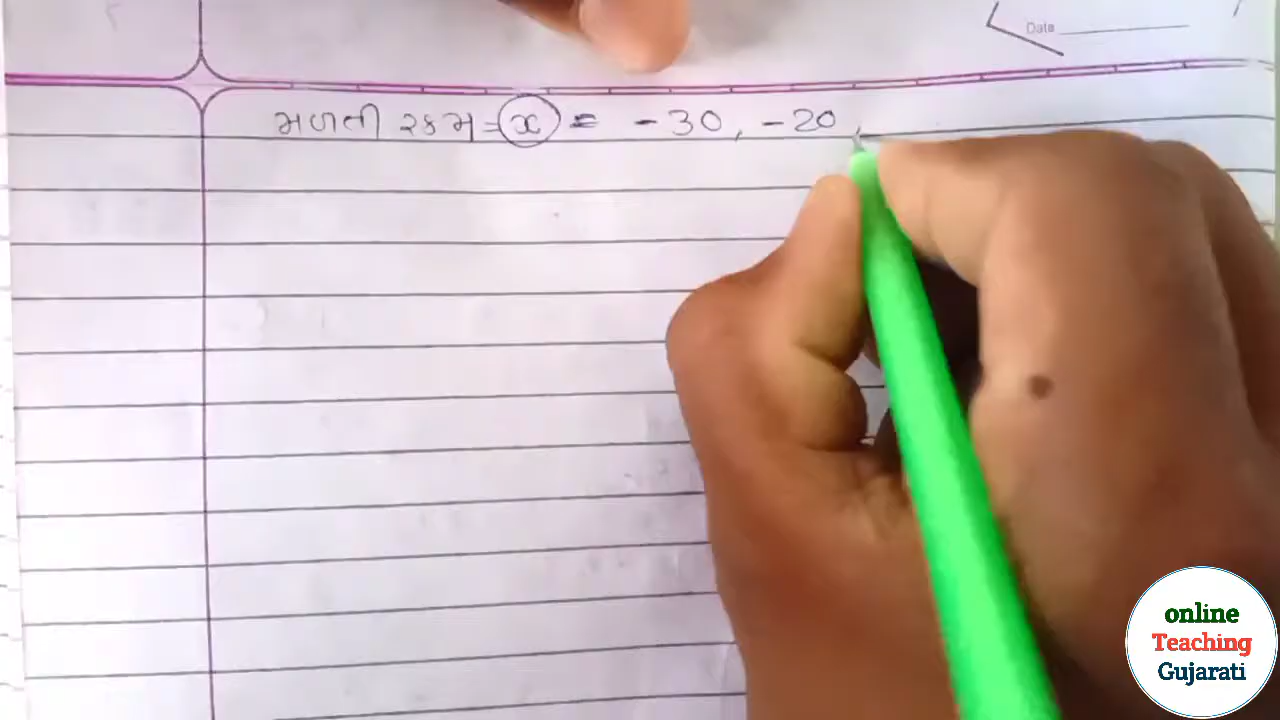 Date
મળતી રકમ = x = -30, -20,
online
Teaching
Gujarati